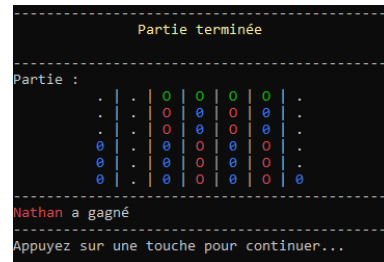 Partie terminée
Partie :
. | . | O | O | O | O | .
. | . | O | 0 | O | 0 | .
. | . | O | 0 | O | 0 | .
0 | . | 0 | O | 0 | O | .
0 | . | 0 | O | 0 | O | .
0 | . | 0 | O | 0 | O | 0
Nathan a gagné
Appuyez sur une touche pour continuer...